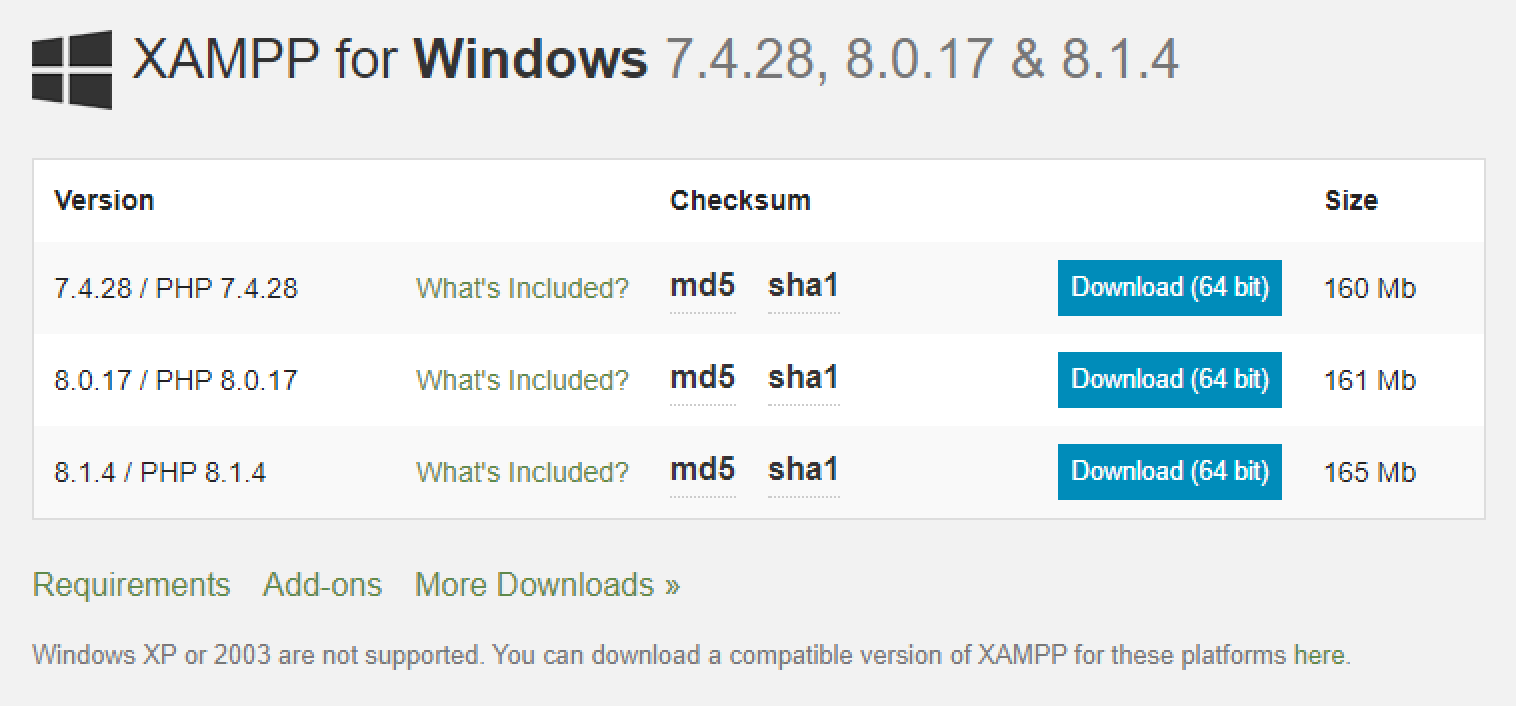 XAMPP for Windows 7.4.28, 8.0.17 & 8.1.4
Version Checksum Size
7.4.28 / PHP 7.4.28 What's Included? md5 sha1 Download (64 bit) 160 Mb
8.0.17 / PHP 8.0.17 What's Included? md5 sha1 Download (64 bit) 161 Mb
8.1.4 / PHP 8.1.4 What's Included? md5 sha1 Download (64 bit) 165 Mb
Requirements Add-ons More Downloads »
Windows XP or 2003 are not supported. You can download a compatible version of XAMPP for these platforms here.